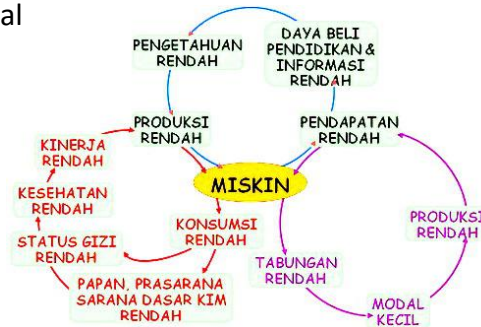 al
PENGETAHUAN
RENDAH
DAYA BELI
PENDIDIKAN &
INFORMASI
RENDAH
PRODUKSI
RENDAH
PENDAPATAN
RENDAH
KINERJA
RENDAH
MISKIN
KESEHATAN
RENDAH
KONSUMSI
RENDAH
PRODUKSI
RENDAH
STATUS GIZI
RENDAH
TABUNGAN
RENDAH
PAPAN, PRASARANA
SARANA DASAR KIM
RENDAH
MODAL
KECIL